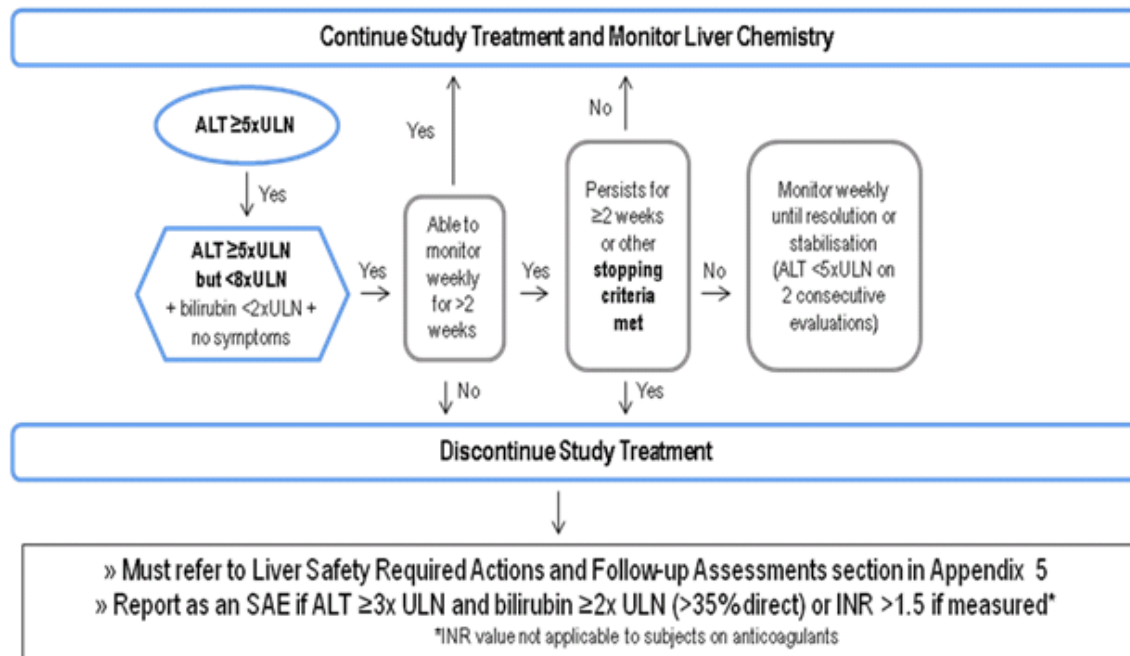 Continue Study Treatment and Monitor Liver Chemistry
No
Yes
ALT ≥5xULN
Yes
ALT ≥5xULN
but <8xULN
+ bilirubin <2xULN +
no symptoms
Yes
Able to
monitor
weekly
for >2
weeks
Yes
Persists for
≥2 weeks
or other
stopping
criteria
met
No
Monitor weekly
until resolution or
stabilisation
(ALT <5xULN on
2 consecutive
evaluations)
No
Yes
Discontinue Study Treatment
» Must refer to Liver Safety Required Actions and Follow-up Assessments section in Appendix 5
» Report as an SAE if ALT ≥3x ULN and bilirubin ≥2x ULN (>35% direct) or INR >1.5 if measured*
*INR value not applicable to subjects on anticoagulants